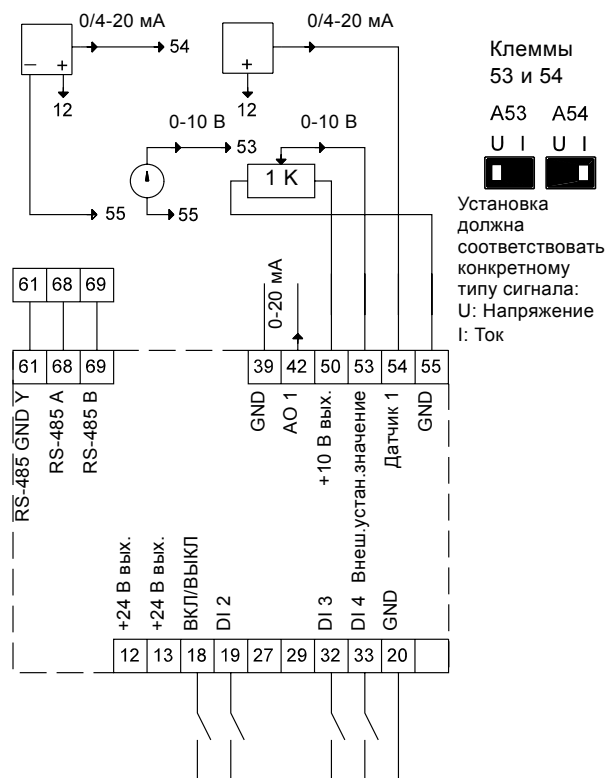 0/4-20 мА
54
– +
12
0/4-20 мА
+
12
Клеммы
53 и 54
A53 A54
U I U I
0-10 В
53
0-10 В
1 K
55
55
Установка
должна
соответствовать
конкретному
типу сигнала:
U: Напряжение
I: Ток
61 68 69
0-20 мА
61 68 69
39 42 50 53 54 55
RS-485 GND Y
RS-485 A
RS-485 B
GND
AO 1
+10 В вых.
Внеш.устан.значение
Датчик 1
GND
+24 В вых.
+24 В вых.
ВКЛ/ВЫКЛ
DI 2
DI 3
DI 4
GND
12 13 18 19 27 29 32 33 20